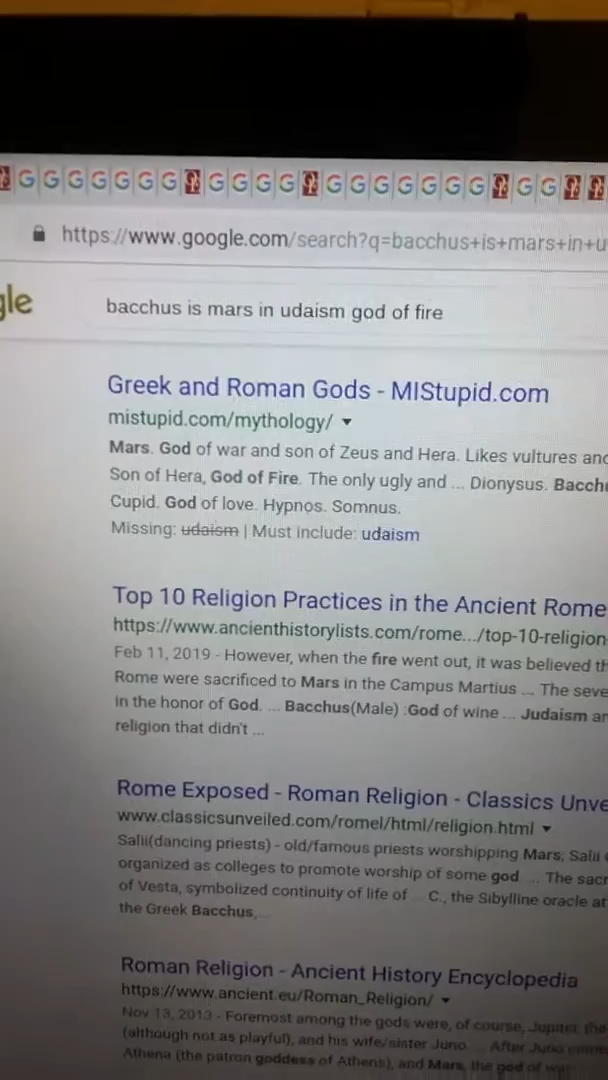 G G G G G G G G G G G G G G G G G G G G
https://www.google.com/search?q=bacchus+is+mars+in+u
gle
bacchus is mars in udaism god of fire
Greek and Roman Gods - MIStupid.com
mistupid.com/mythology/
Mars. God of war and son of Zeus and Hera. Likes vultures and
Son of Hera, God of Fire. The only ugly and ... Dionysus. Bacchu
Cupid. God of love. Hypnos. Somnus.
Missing: udaism | Must include: udaism
Top 10 Religion Practices in the Ancient Rome
https://www.ancienthistorylists.com/rome.../top-10-religion-
Feb 11, 2019 - However, when the fire went out, it was believed th
Rome were sacrificed to Mars in the Campus Martius ... The seve
in the honor of God. ... Bacchus(Male) :God of wine ... Judaism an
religion that didn't ...
Rome Exposed - Roman Religion - Classics Unve
www.classicsunveiled.com/romel/html/religion.html
Salii(dancing priests) - old/famous priests worshipping Mars; Salii
organized as colleges to promote worship of some god ... The sacr
of Vesta, symbolized continuity of life of ... C., the Sibylline oracle at
the Greek Bacchus, ...
Roman Religion - Ancient History Encyclopedia
https://www.ancient.eu/Roman_Religion/
Nov 13, 2013 - Foremost among the gods were, of course, Jupiter, the
(although not as playful), and his wife/sister Juno. ... After Juno
Athena (the patron goddess of Athens), and Mars, the god of war